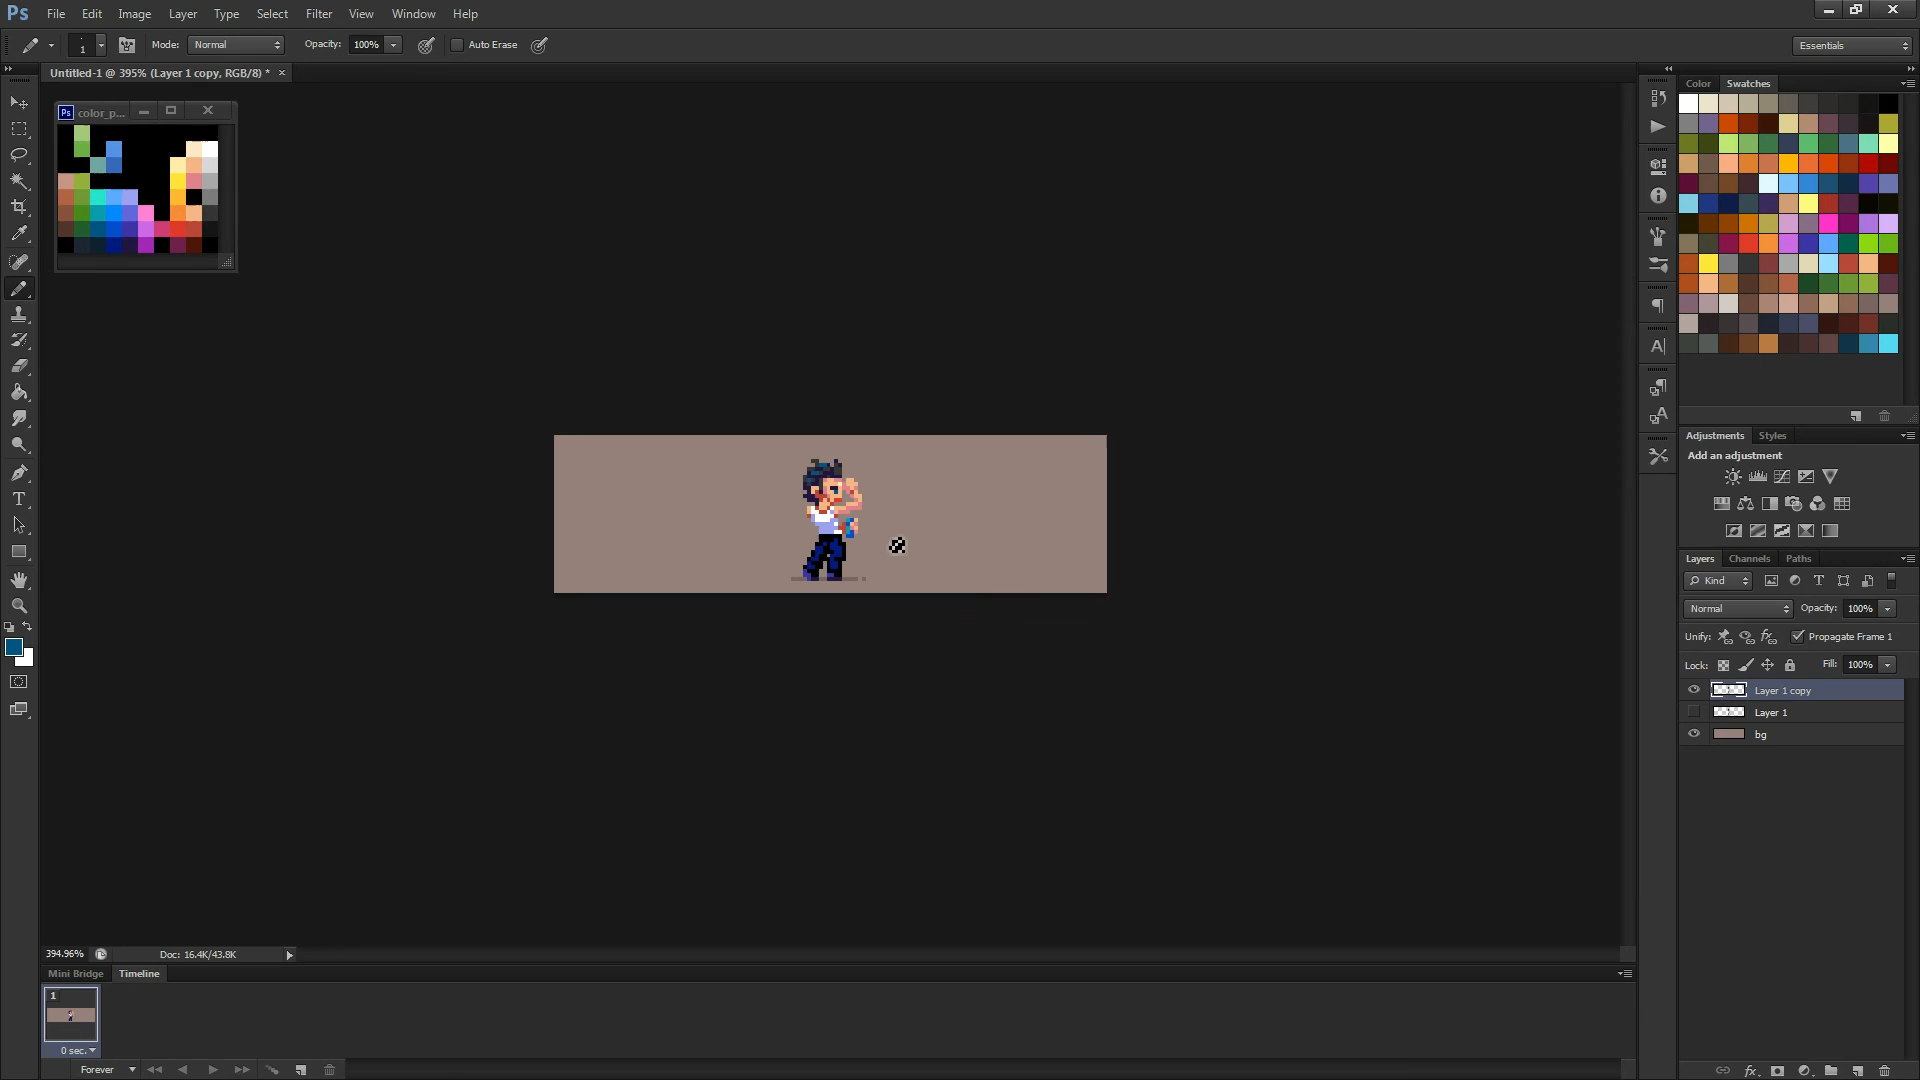 Ps File Edit Image Layer Type Select Filter View Window Help
1 Mode: Normal Opacity: 100% Auto Erase Essentials
Untitled-1 @ 395% (Layer 1 copy, RGB/8) *
Ps color_p...
Color Swatches
Adjustments Styles
Add an adjustment
Layers Channels Paths
Kind T
Normal Opacity: 100%
Unify: Propagate Frame 1
Lock: Fill: 100%
Layer 1 copy
Layer 1
bg
394.96% Doc: 16.4K/43.8K
Mini Bridge Timeline
1
0 sec.
Forever
fx